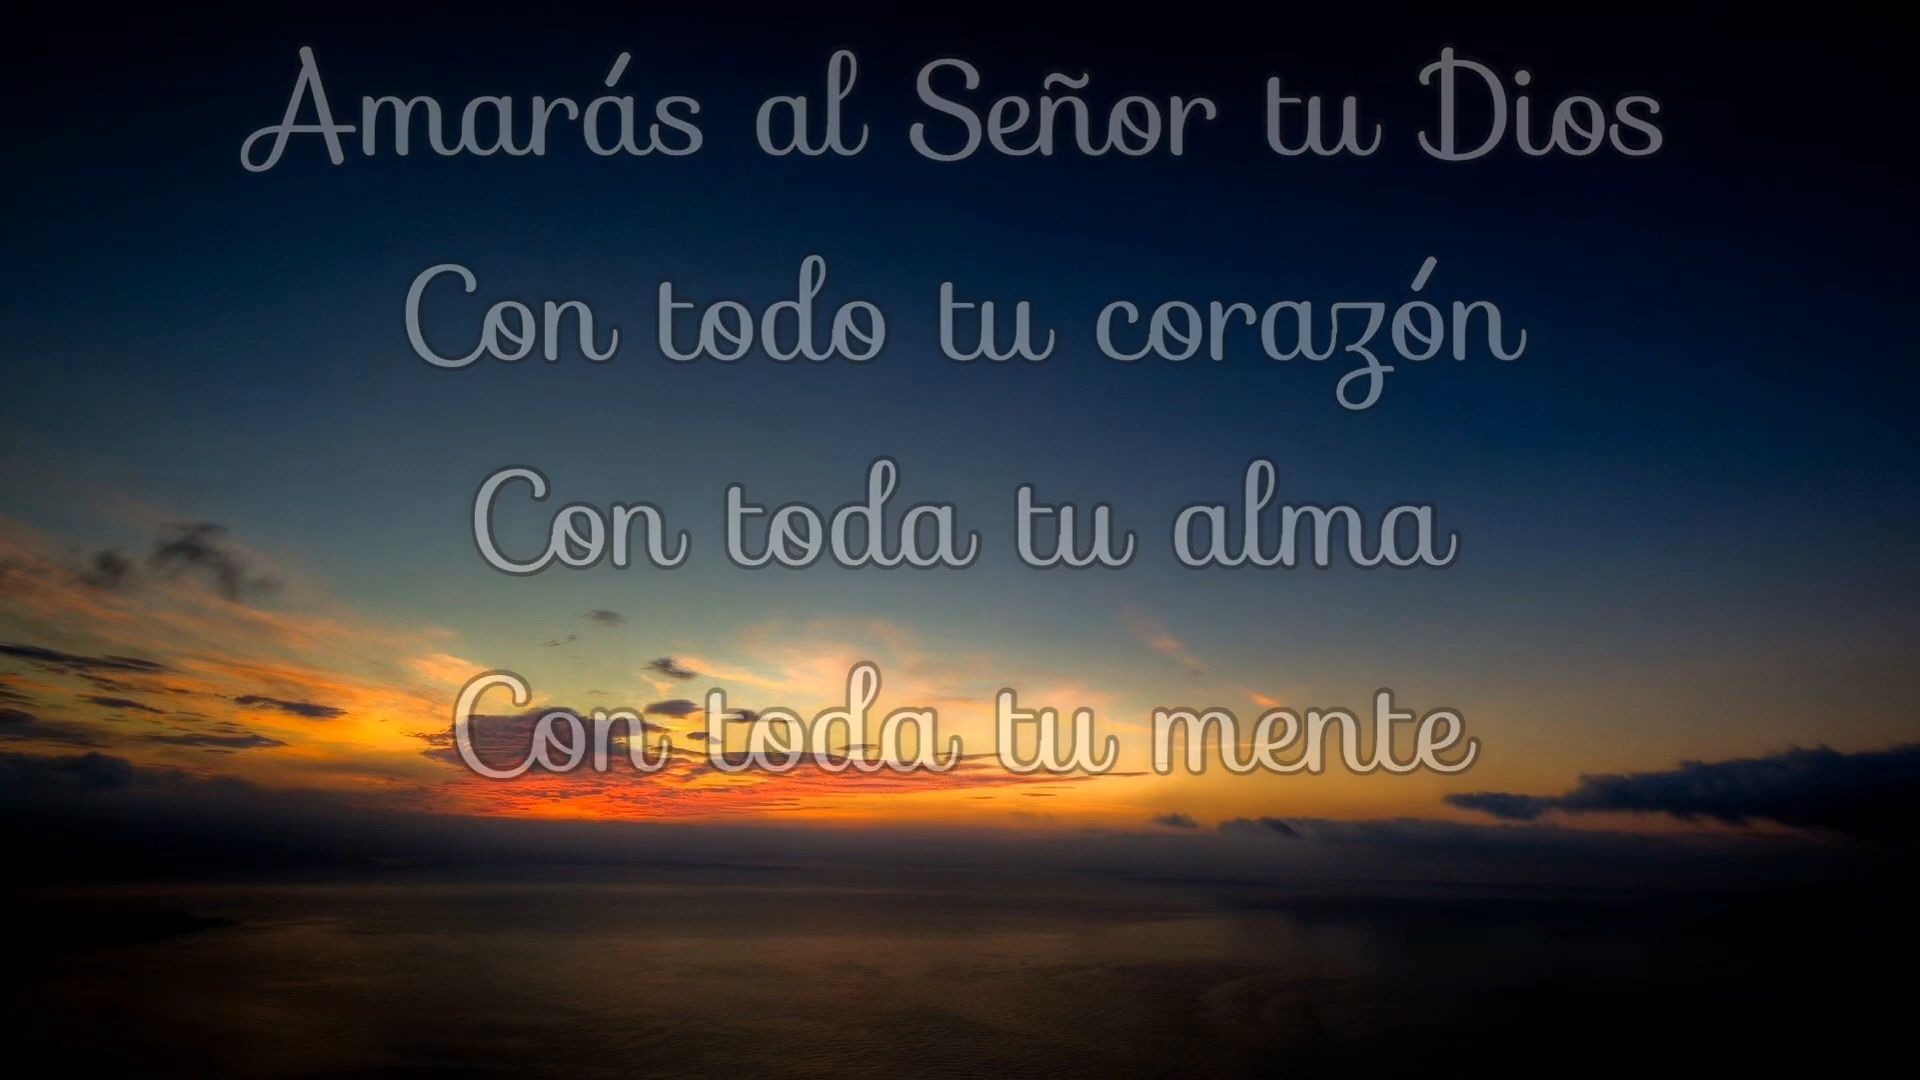 Amarás al Señor tu Dios
Con todo tu corazón
Con toda tu alma
Con toda tu mente